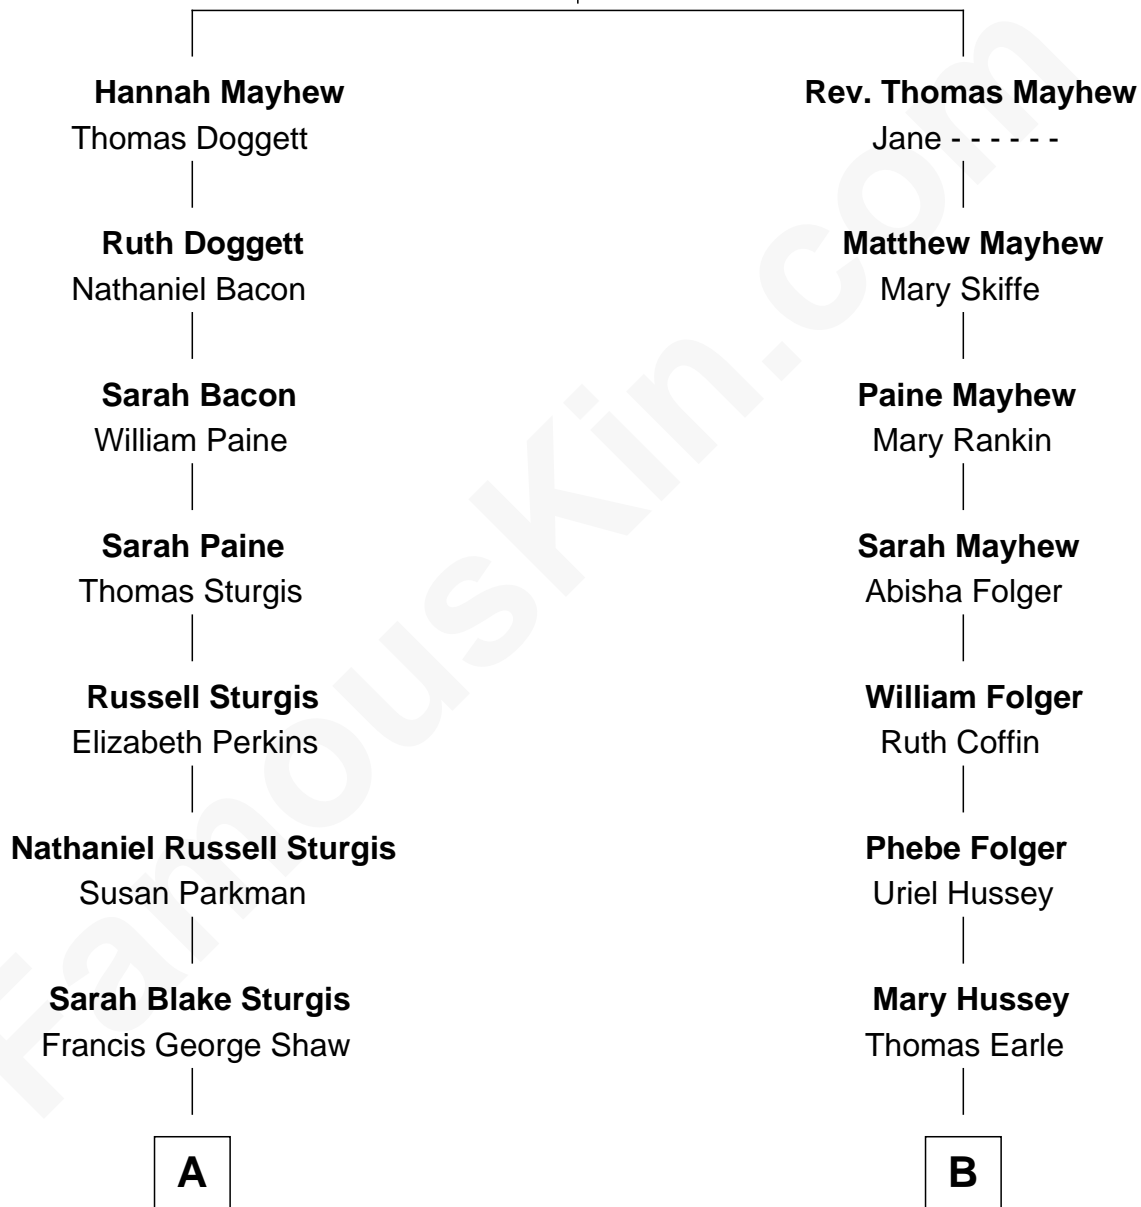 Hannah Mayhew
Thomas Doggett
Ruth Doggett
Nathaniel Bacon
Sarah Bacon
William Paine
Sarah Paine
Thomas Sturgis
Russell Sturgis
Elizabeth Perkins
Nathaniel Russell Sturgis
Susan Parkman
Sarah Blake Sturgis
Francis George Shaw
A
Rev. Thomas Mayhew
Jane - - - - - -
Matthew Mayhew
Mary Skiffe
Paine Mayhew
Mary Rankin
Sarah Mayhew
Abisha Folger
William Folger
Ruth Coffin
Phebe Folger
Uriel Hussey
Mary Hussey
Thomas Earle
B
FamousKin.com